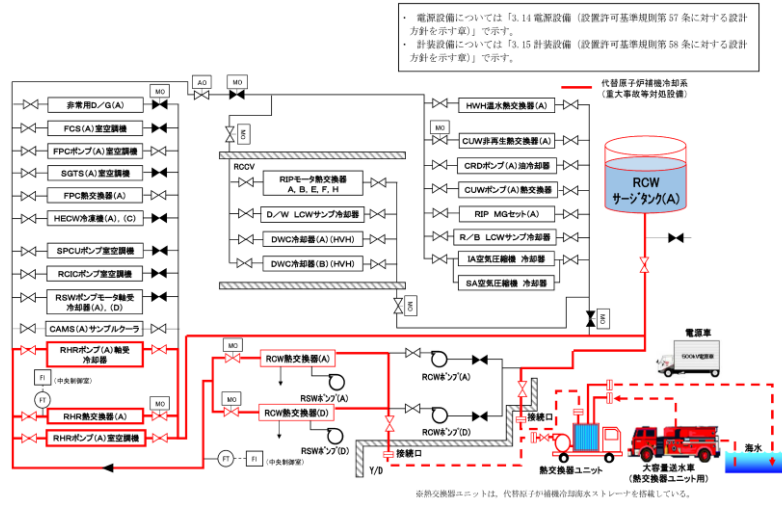 ・ 電源設備については「3.14 電源設備（設置許可基準規則第57 条に対する設計
方針を示す章）」で示す。
・ 計装設備については「3.15 計装設備（設置許可基準規則第58 条に対する設計
方針を示す章）」で示す。
代替原子炉補機冷却系
(重大事故等対処設備)
AO
MO
MO
非常用D／G(A)
FCS(A)室空調機
FPCポンプ(A)室空調機
SGTS(A)室空調機
FPC熱交換器(A)
HECW冷凍機(A)，(C)
SPCUポンプ室空調機
RCICポンプ室空調機
RSWポンプモータ軸受
冷却器(A)，(D)
CAMS(A)サンプルクーラ
RHRポンプ(A)軸受
冷却器
FI
(中央制御室)
FT
MO
RHR熱交換器(A)
RHRポンプ(A)室空調機
MO
RCCV
RIPモータ熱交換器
A, B, E, F, H
D／W LCWサンプ冷却器
DWC冷却器(A)(HVH)
DWC冷却器(B)(HVH)
MO
HWH温水熱交換器(A)
MO
CUW非再生熱交換器(A)
CRDポンプ(A)油冷却器
CUWポンプ(A)熱交換器
RIP MGセット(A)
R／B LCWサンプ冷却器
IA空気圧縮機 冷却器
SA空気圧縮機 冷却器
MO
RCW
サージタンク(A)
MO
RCW熱交換器(A)
RSWポンプ(A)
MO
RCW熱交換器(D)
RSWポンプ(D)
RCWポンプ(A)
RCWポンプ(D)
FT
FI
(中央制御室)
Y/D
接続口
接続口
電源車
500kVA電源車
熱交換器ユニット
大容量送水車
(熱交換器ユニット用)
海水
※熱交換器ユニットは，代替原子炉補機冷却海水ストレーナを搭載している。